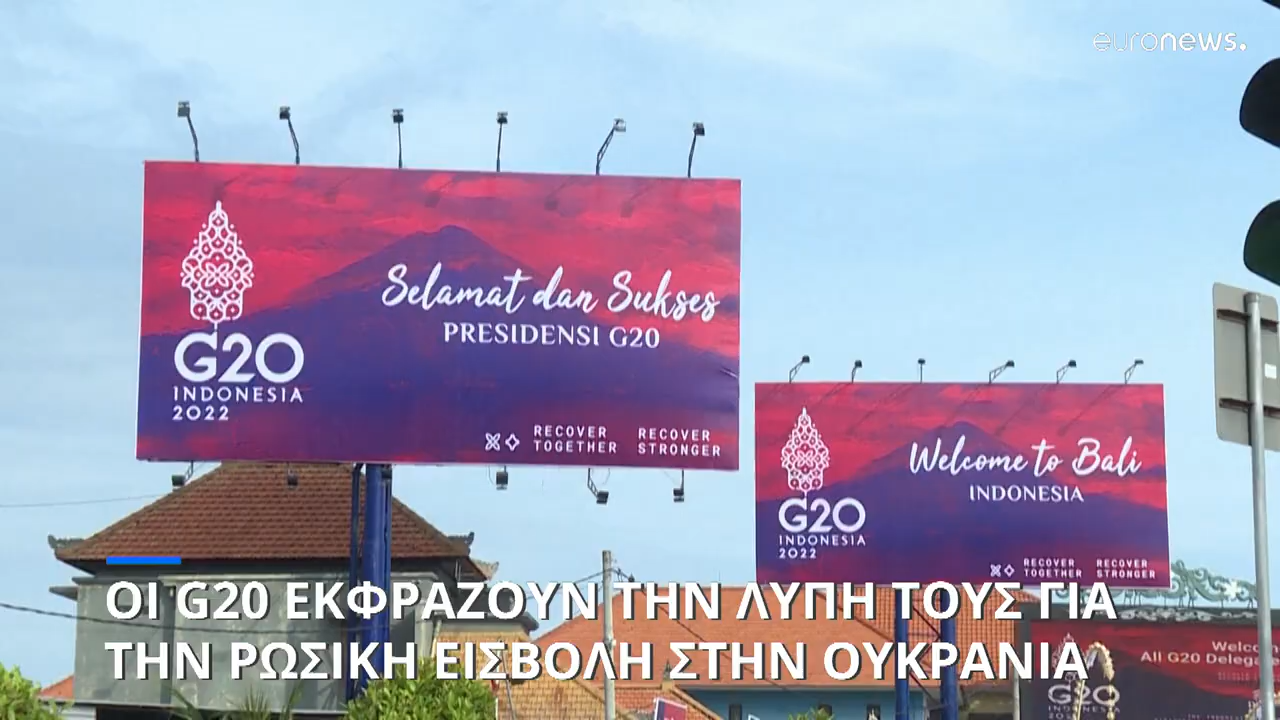 euronews.
Selamat dan Sukses
PRESIDENSI G20
G20
INDONESIA
2022
RECOVER
TOGETHER
RECOVER
STRONGER
Welcome to Bali
INDONESIA
G20
INDONESIA
2022
RECOVER
TOGETHER
RECOVER
STRONGER
ΟΙ G20 ΕΚΦΡΑΖΟΥΝ ΤΗΝ ΛΥΠΗ ΤΟΥΣ ΓΙΑ
ΤΗΝ ΡΩΣΙΚΗ ΕΙΣΒΟΛΗ ΣΤΗΝ ΟΥΚΡΑΝΙΑ
All G20
G20